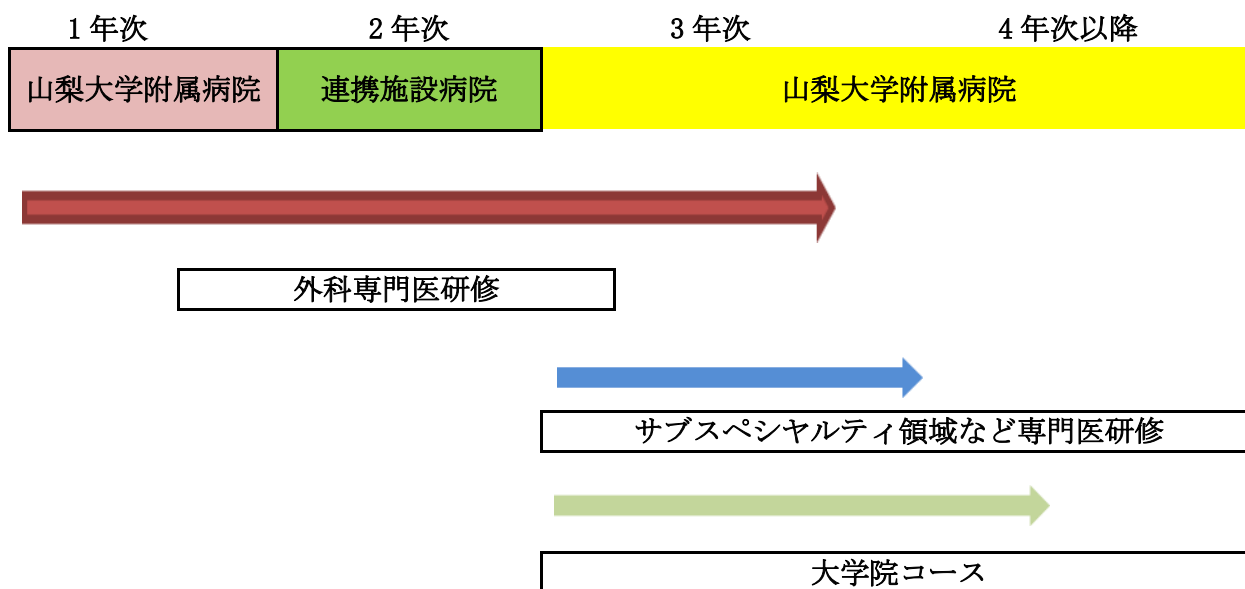 1 年次 2 年次 3 年次 4 年次以降
山梨大学附属病院 連携施設病院 山梨大学附属病院
外科専門医研修
サブスペシヤルティ領域など専門医研修
大学院コース